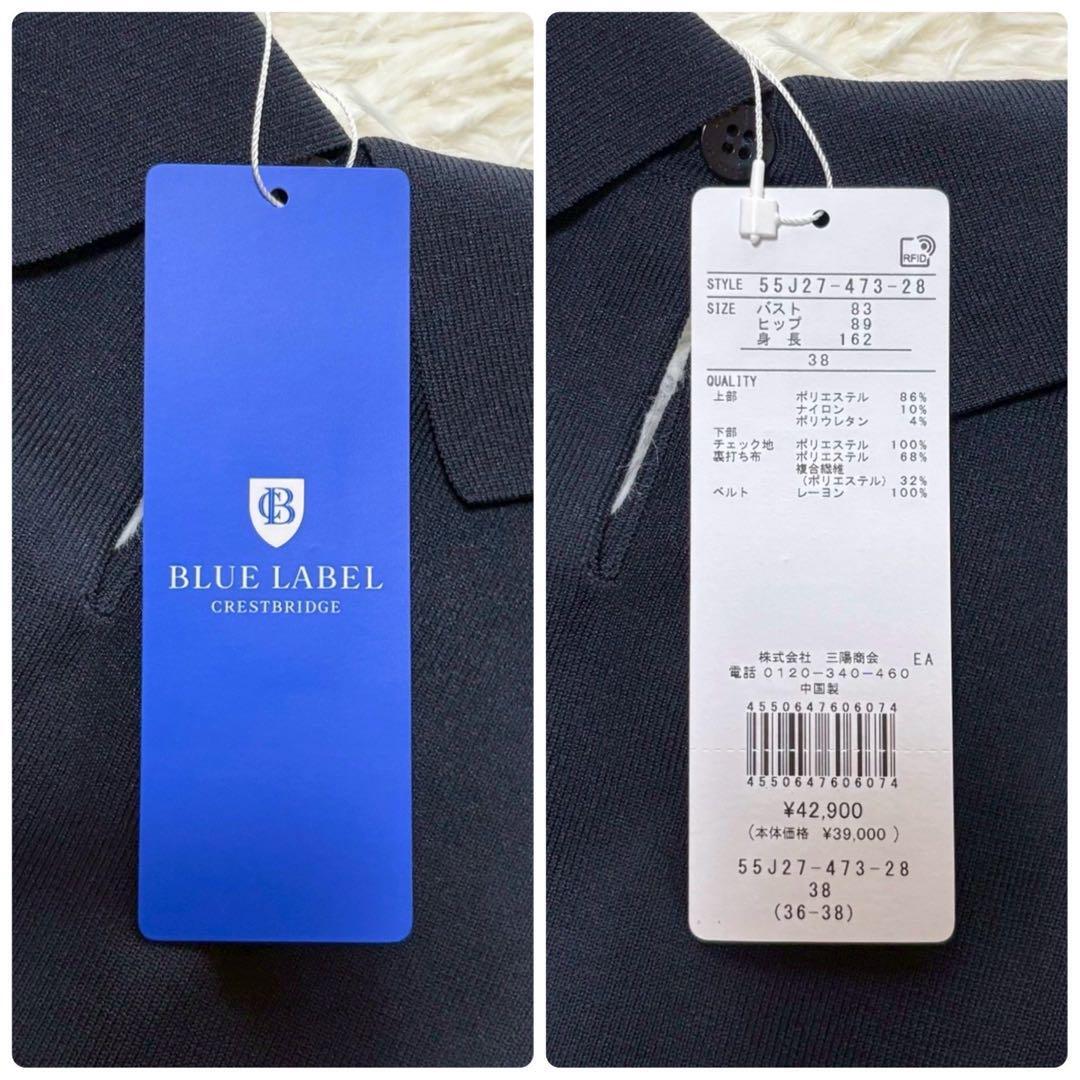 CB
BLUE LABEL
CRESTBRIDGE
RFID
STYLE 55J27-473-28
SIZE バスト 83
ヒップ 89
身長 162
38
QUALITY
上部 ポリエステル 86%
ナイロン 10%
ポリウレタン 4%
下部
チェック地 ポリエステル 100%
裏打ち布 ポリエステル 68%
複合繊維
(ポリエステル) 32%
ベルト レーヨン 100%
株式会社 三陽商会 EA
電話 0120-340-460
中国製
4550647606074
4550647606074
¥42,900
(本体価格 ¥39,000 )
55J27-473-28
38
(36-38)